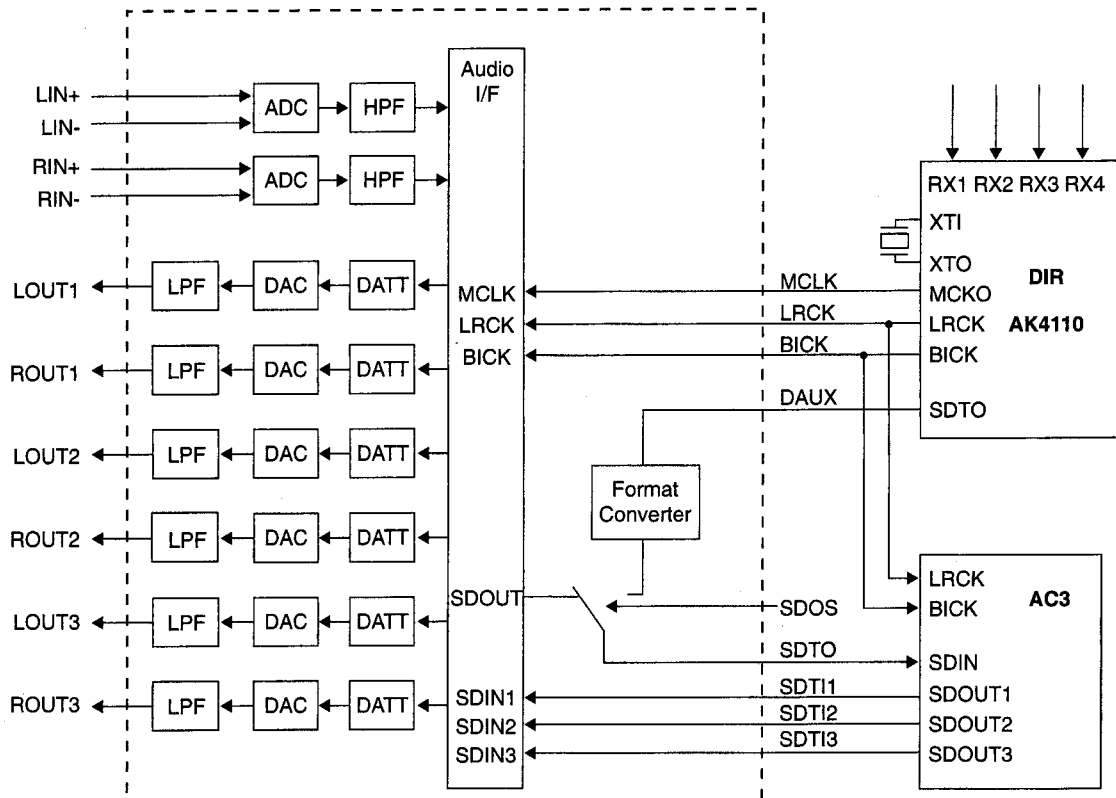 Audio
I/F
LIN+
LIN-
ADC
HPF
RIN+
RIN-
ADC
HPF
RX1 RX2 RX3 RX4
XTI
XTO
DIR
AK4110
MCKO
LRCK
BICK
SDTO
MCLK
LRCK
BICK
DAUX
MCLK
LRCK
BICK
LOUT1
LPF
DAC
DATT
ROUT1
LPF
DAC
DATT
LOUT2
LPF
DAC
DATT
ROUT2
LPF
DAC
DATT
LOUT3
LPF
DAC
DATT
ROUT3
LPF
DAC
DATT
Format
Converter
SDOUT
SDOS
SDTO
SDIN1
SDIN2
SDIN3
SDTI1
SDTI2
SDTI3
LRCK
BICK
AC3
SDIN
SDOUT1
SDOUT2
SDOUT3